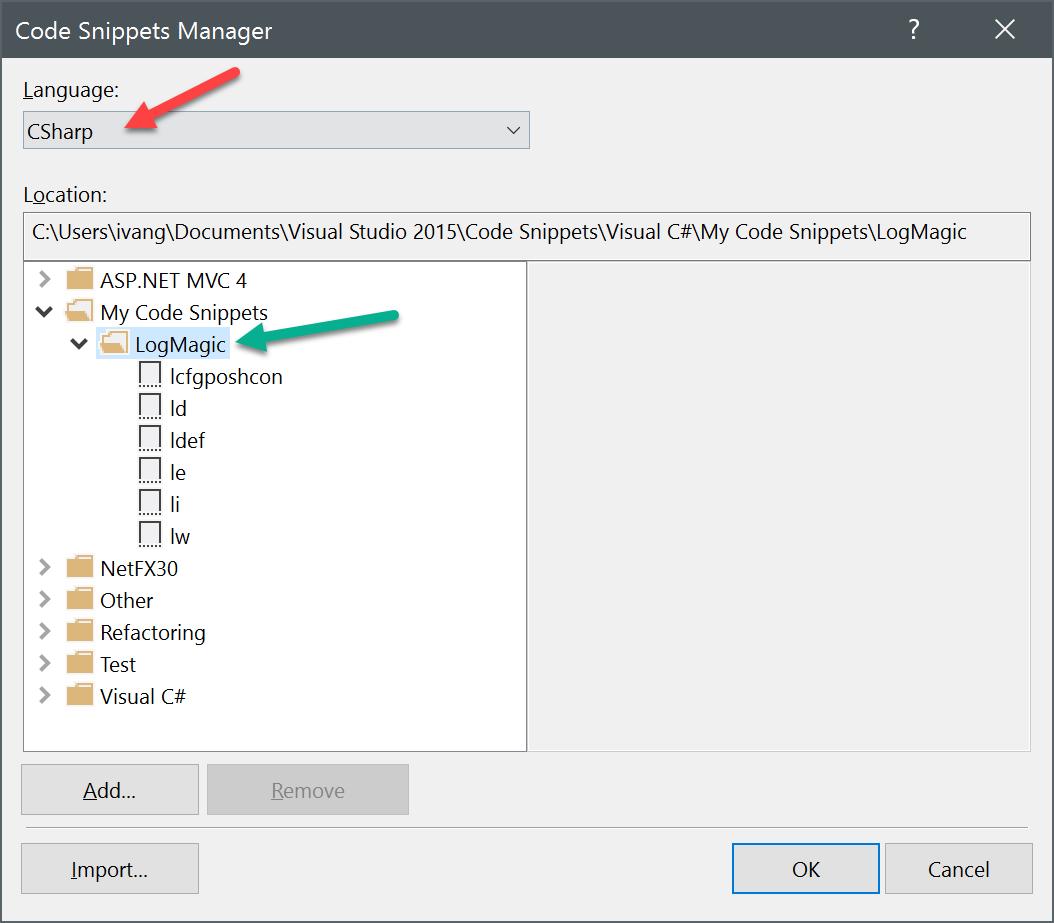 Code Snippets Manager ?
Language:
CSharp
Location:
C:\Users\ivang\Documents\Visual Studio 2015\Code Snippets\Visual C#\My Code Snippets\LogMagic
ASP.NET MVC 4
My Code Snippets
LogMagic
lcfgposhcon
ld
ldef
le
li
lw
NetFX30
Other
Refactoring
Test
Visual C#
Add... Remove
Import... OK Cancel